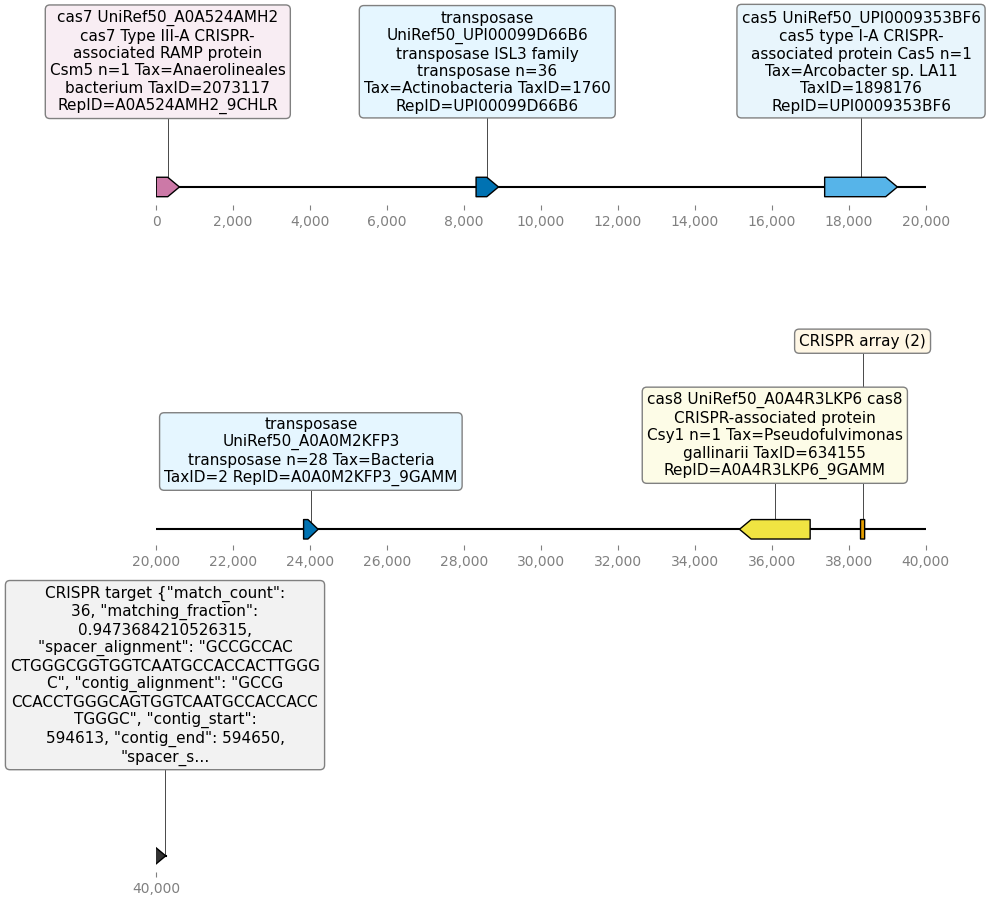 cas7 UniRef50_A0A524AMH2
cas7 Type III-A CRISPR-
associated RAMP protein
Csm5 n=1 Tax=Anaerolineales
bacterium TaxID=2073117
RepID=A0A524AMH2_9CHLR
transposase
UniRef50_UPI00099D66B6
transposase ISL3 family
transposase n=36
Tax=Actinobacteria TaxID=1760
RepID=UPI00099D66B6
cas5 UniRef50_UPI0009353BF6
cas5 type I-A CRISPR-
associated protein Cas5 n=1
Tax=Arcobacter sp. LA11
TaxID=1898176
RepID=UPI0009353BF6
0 2,000 4,000 6,000 8,000 10,000 12,000 14,000 16,000 18,000 20,000
CRISPR array (2)
transposase
UniRef50_A0A0M2KFP3
transposase n=28 Tax=Bacteria
TaxID=2 RepID=A0A0M2KFP3_9GAMM
cas8 UniRef50_A0A4R3LKP6 cas8
CRISPR-associated protein
Csy1 n=1 Tax=Pseudofulvimonas
gallinarii TaxID=634155
RepID=A0A4R3LKP6_9GAMM
20,000 22,000 24,000 26,000 28,000 30,000 32,000 34,000 36,000 38,000 40,000
CRISPR target {"match_count":
36, "matching_fraction":
0.9473684210526315,
"spacer_alignment": "GCCGCCAC
CTGGGCGGTGGTCAATGCCACCACTTGGG
C", "contig_alignment": "GCCG
CCACCTGGGCAGTGGTCAATGCCACCACC
TGGGC", "contig_start":
594613, "contig_end": 594650,
"spacer_s...
40,000